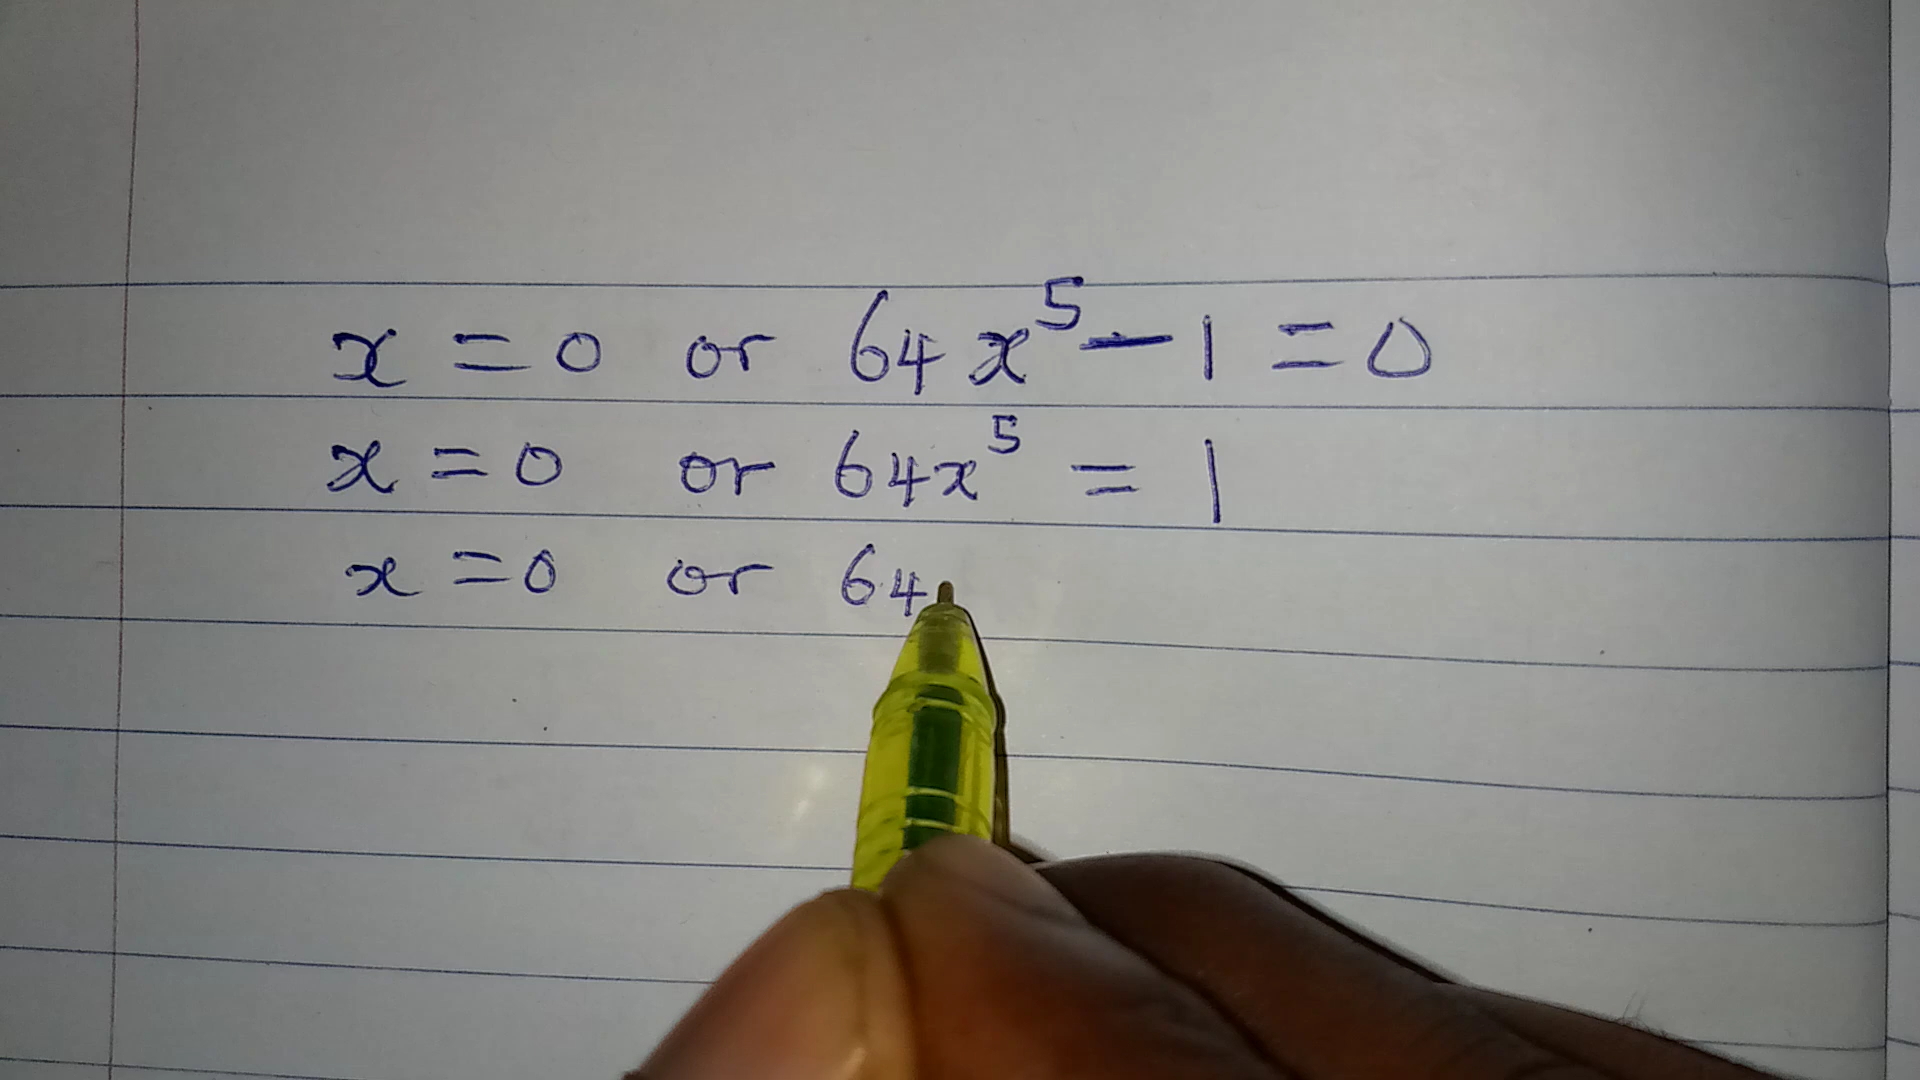 x = 0 or 64x⁵ - 1 = 0
x = 0 or 64x⁵ = 1
x = 0 or 64